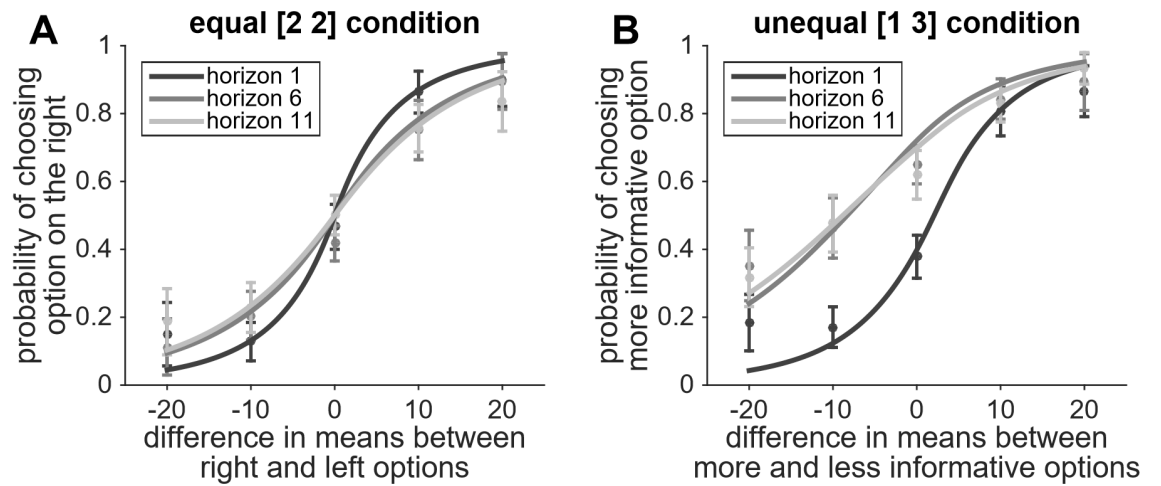 A
equal [2 2] condition
probability of choosing
option on the right
1
0.8
0.6
0.4
0.2
0
horizon 1
horizon 6
horizon 11
-20 -10 0 10 20
difference in means between
right and left options
B
unequal [1 3] condition
probability of choosing
more informative option
1
0.8
0.6
0.4
0.2
0
horizon 1
horizon 6
horizon 11
-20 -10 0 10 20
difference in means between
more and less informative options